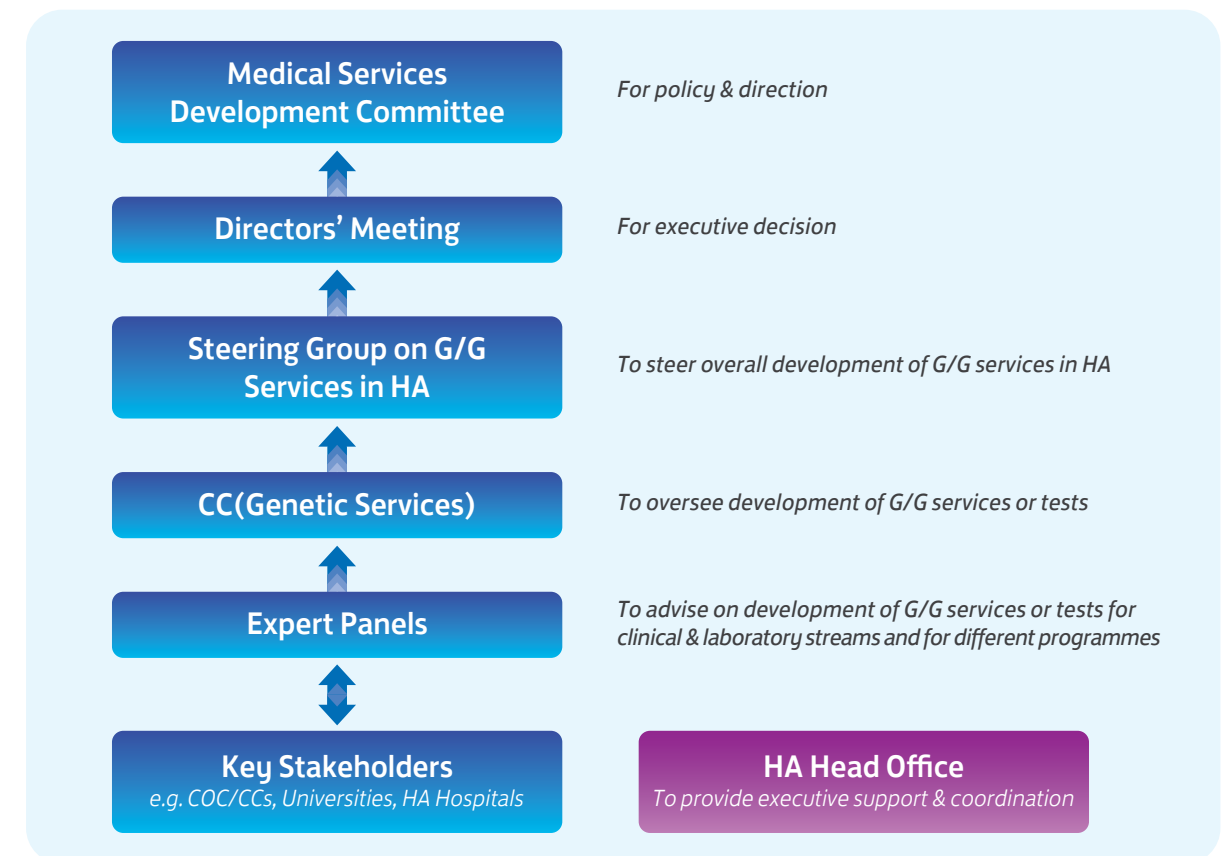 Medical Services
Development Committee
For policy & direction
Directors’ Meeting
For executive decision
Steering Group on G/G
Services in HA
To steer overall development of G/G services in HA
CC(Genetic Services)
To oversee development of G/G services or tests
Expert Panels
To advise on development of G/G services or tests for
clinical & laboratory streams and for different programmes
Key Stakeholders
e.g. COC/CCs, Universities, HA Hospitals
HA Head Office
To provide executive support & coordination